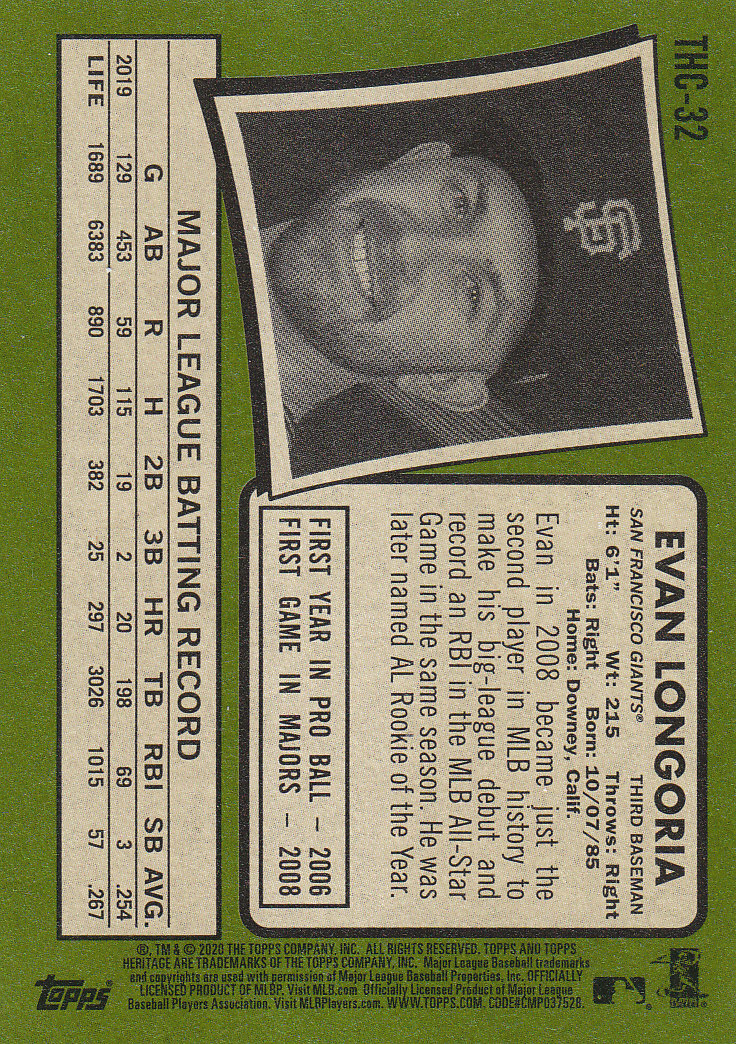 THC-32
SF
EVAN LONGORIA
SAN FRANCISCO GIANTS® THIRD BASEMAN
Ht: 6'1" Wt: 215 Throws: Right
Bats: Right Born: 10/07/85
Home: Downey, Calif.
Evan in 2008 became just the
second player in MLB history to
make his big-league debut and
record an RBI in the MLB All-Star
Game in the same season. He was
later named AL Rookie of the Year.
FIRST YEAR IN PRO BALL – 2006
FIRST GAME IN MAJORS – 2008
MAJOR LEAGUE BATTING RECORD
G AB R H 2B 3B HR TB RBI SB AVG.
2019 129 453 59 115 19 2 20 198 69 3 .254
LIFE 1689 6383 890 1703 382 25 297 3026 1015 57 .267
®, TM & © 2020 THE TOPPS COMPANY, INC. ALL RIGHTS RESERVED. TOPPS AND TOPPS
HERITAGE ARE TRADEMARKS OF THE TOPPS COMPANY, INC. Major League Baseball trademarks
and copyrights are used with permission of Major League Baseball Properties, Inc. OFFICIALLY
LICENSED PRODUCT OF MLBP. Visit MLB.com Officially Licensed Product of Major League
Baseball Players Association. Visit MLBPlayers.com. WWW.TOPPS.COM. CODE#CMP037528.
topps®